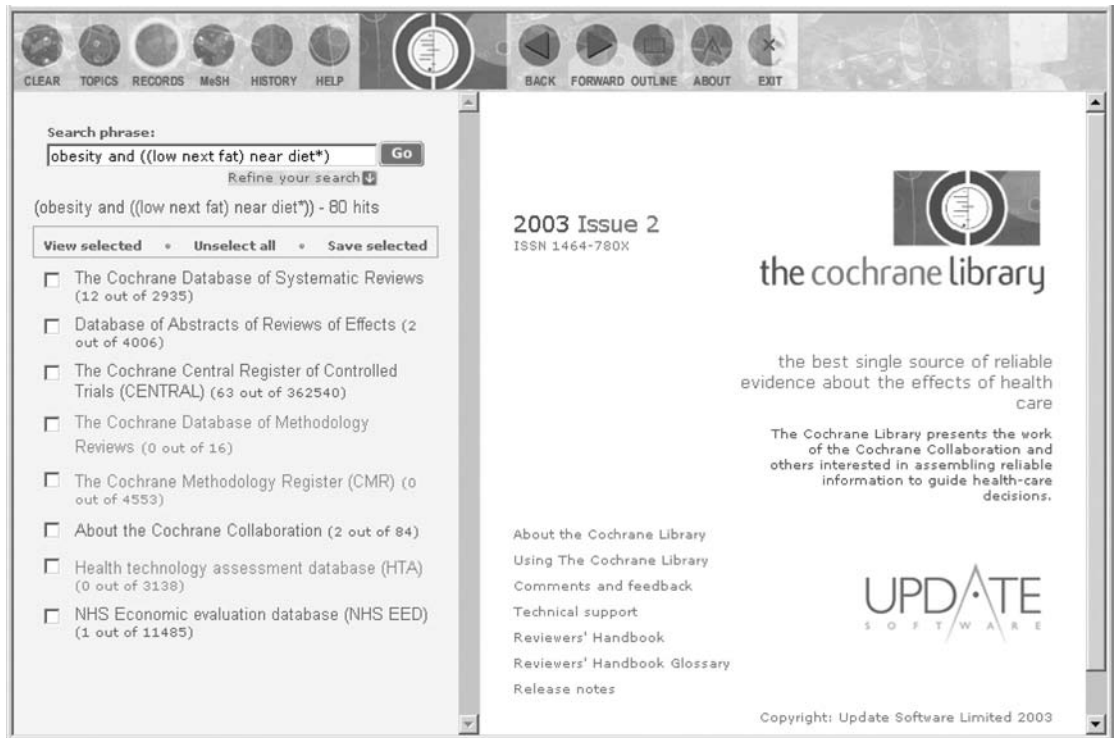 CLEAR TOPICS RECORDS MeSH HISTORY HELP BACK FORWARD OUTLINE ABOUT EXIT
Search phrase:
obesity and ((low next fat) near diet*) Go
Refine your search
(obesity and ((low next fat) near diet*)) - 80 hits
View selected • Unselect all • Save selected
The Cochrane Database of Systematic Reviews
(12 out of 2935)
Database of Abstracts of Reviews of Effects (2
out of 4006)
The Cochrane Central Register of Controlled
Trials (CENTRAL) (63 out of 362540)
The Cochrane Database of Methodology
Reviews (0 out of 16)
The Cochrane Methodology Register (CMR) (0
out of 4553)
About the Cochrane Collaboration (2 out of 84)
Health technology assessment database (HTA)
(0 out of 3138)
NHS Economic evaluation database (NHS EED)
(1 out of 11485)
2003 Issue 2
ISSN 1464-780X
the cochrane library
the best single source of reliable
evidence about the effects of health
care
The Cochrane Library presents the work
of the Cochrane Collaboration and
others interested in assembling reliable
information to guide health-care
decisions.
About the Cochrane Library
Using The Cochrane Library
Comments and feedback
Technical support
Reviewers' Handbook
Reviewers' Handbook Glossary
Release notes
UPDATE
SOFTWARE
Copyright: Update Software Limited 2003